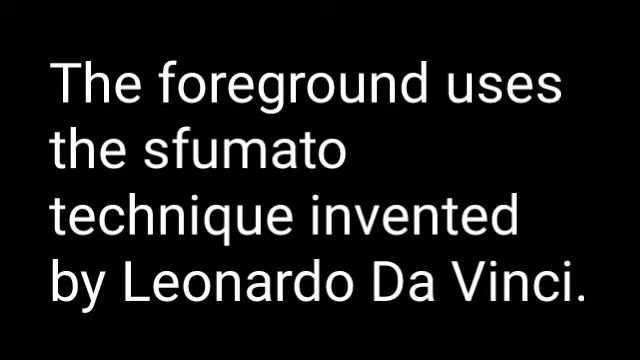 The foreground uses
the sfumato
technique invented
by Leonardo Da Vinci.